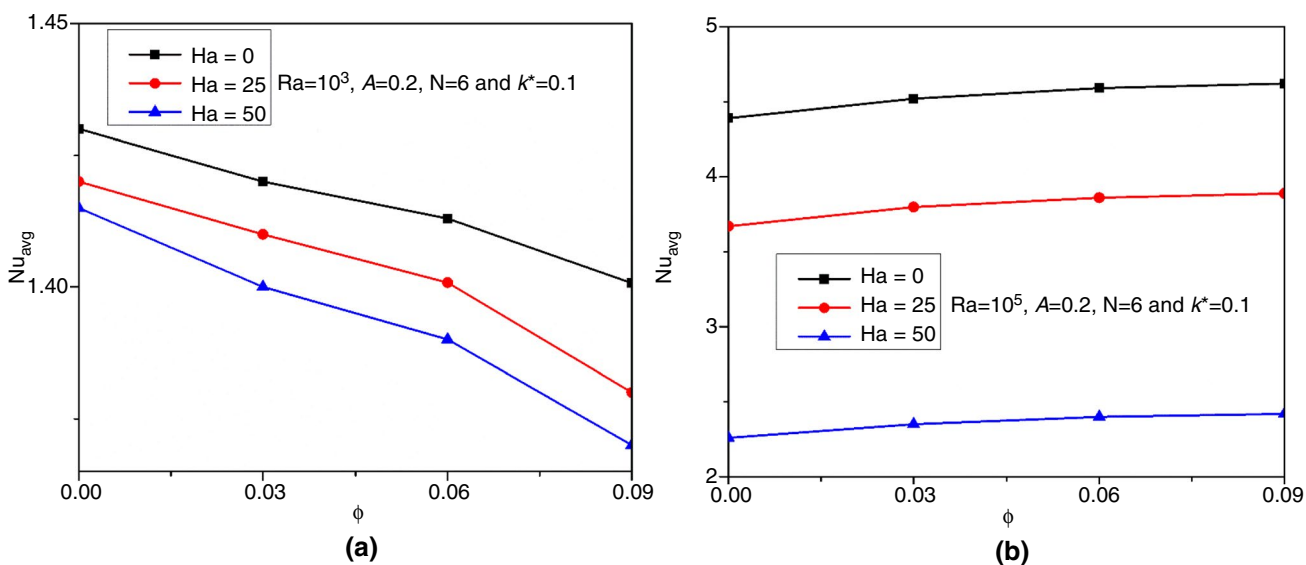 1.45
Ha = 0
Ha = 25 Ra=10³, A=0.2, N=6 and k*=0.1
Ha = 50
Nu_avg
1.40
0.00 0.03 0.06 0.09
ϕ
(a)
5
4
Nu_avg
Ha = 0
Ha = 25 Ra=10⁵, A=0.2, N=6 and k*=0.1
Ha = 50
3
2
0.00 0.03 0.06 0.09
ϕ
(b)